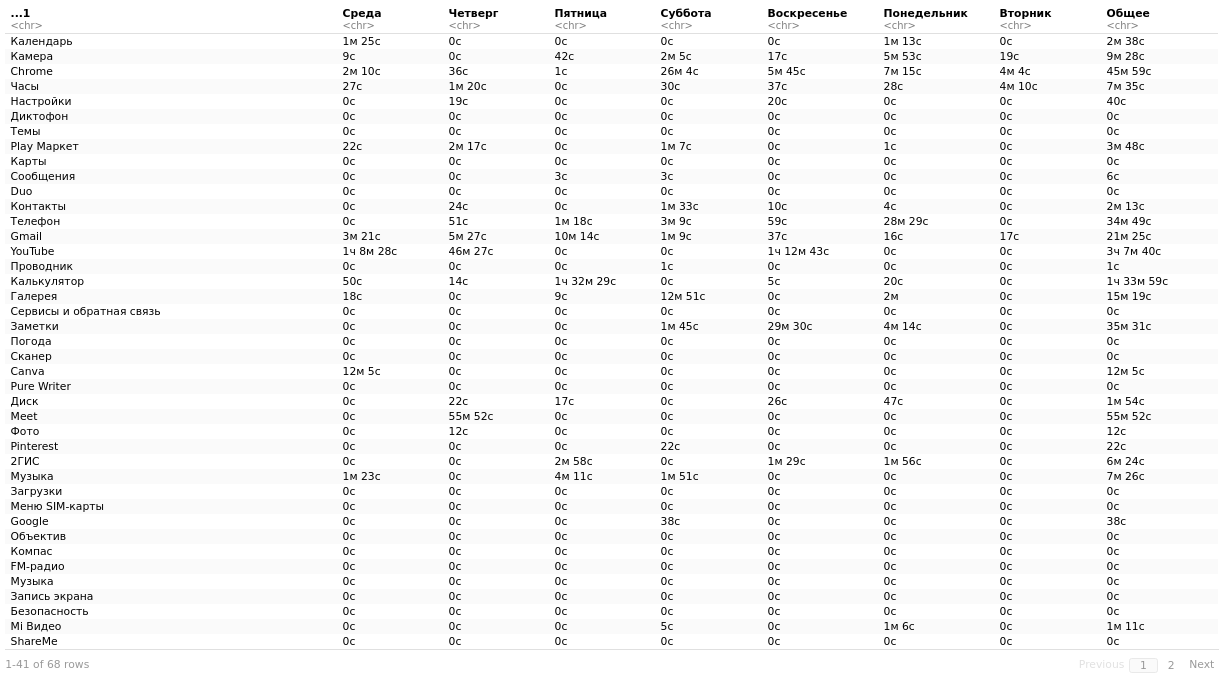 ...1 Среда Четверг Пятница Суббота Воскресенье Понедельник Вторник Общее
<chr> <chr> <chr> <chr> <chr> <chr> <chr> <chr> <chr>
Календарь 1м 25с 0с 0с 0с 0с 1м 13с 0с 2м 38с
Камера 9с 0с 42с 2м 5с 17с 5м 53с 19с 9м 28с
Chrome 2м 10с 36с 1с 26м 4с 5м 45с 7м 15с 4м 4с 45м 59с
Часы 27с 1м 20с 0с 30с 37с 28с 4м 10с 7м 35с
Настройки 0с 19с 0с 0с 20с 0с 0с 40с
Диктофон 0с 0с 0с 0с 0с 0с 0с 0с
Темы 0с 0с 0с 0с 0с 0с 0с 0с
Play Маркет 22с 2м 17с 0с 1м 7с 0с 1с 0с 3м 48с
Карты 0с 0с 0с 0с 0с 0с 0с 0с
Сообщения 0с 0с 3с 3с 0с 0с 0с 6с
Duo 0с 0с 0с 0с 0с 0с 0с 0с
Контакты 0с 24с 0с 1м 33с 10с 4с 0с 2м 13с
Телефон 0с 51с 1м 18с 3м 9с 59с 28м 29с 0с 34м 49с
Gmail 3м 21с 5м 27с 10м 14с 1м 9с 37с 16с 17с 21м 25с
YouTube 1ч 8м 28с 46м 27с 0с 0с 1ч 12м 43с 0с 0с 3ч 7м 40с
Проводник 0с 0с 0с 1с 0с 0с 0с 1с
Калькулятор 50с 14с 1ч 32м 29с 0с 5с 20с 0с 1ч 33м 59с
Галерея 18с 0с 9с 12м 51с 0с 2м 0с 15м 19с
Сервисы и обратная связь 0с 0с 0с 0с 0с 0с 0с 0с
Заметки 0с 0с 0с 1м 45с 29м 30с 4м 14с 0с 35м 31с
Погода 0с 0с 0с 0с 0с 0с 0с 0с
Сканер 0с 0с 0с 0с 0с 0с 0с 0с
Canva 12м 5с 0с 0с 0с 0с 0с 0с 12м 5с
Pure Writer 0с 0с 0с 0с 0с 0с 0с 0с
Диск 0с 22с 17с 0с 26с 47с 0с 1м 54с
Meet 0с 55м 52с 0с 0с 0с 0с 0с 55м 52с
Фото 0с 12с 0с 0с 0с 0с 0с 12с
Pinterest 0с 0с 0с 22с 0с 0с 0с 22с
2ГИС 0с 0с 2м 58с 0с 1м 29с 1м 56с 0с 6м 24с
Музыка 1м 23с 0с 4м 11с 1м 51с 0с 0с 0с 7м 26с
Загрузки 0с 0с 0с 0с 0с 0с 0с 0с
Меню SIM-карты 0с 0с 0с 0с 0с 0с 0с 0с
Google 0с 0с 0с 38с 0с 0с 0с 38с
Объектив 0с 0с 0с 0с 0с 0с 0с 0с
Компас 0с 0с 0с 0с 0с 0с 0с 0с
FM-радио 0с 0с 0с 0с 0с 0с 0с 0с
Музыка 0с 0с 0с 0с 0с 0с 0с 0с
Запись экрана 0с 0с 0с 0с 0с 0с 0с 0с
Безопасность 0с 0с 0с 0с 0с 0с 0с 0с
Mi Видео 0с 0с 0с 5с 0с 1м 6с 0с 1м 11с
ShareMe 0с 0с 0с 0с 0с 0с 0с 0с
1-41 of 68 rows Previous 1 2 Next